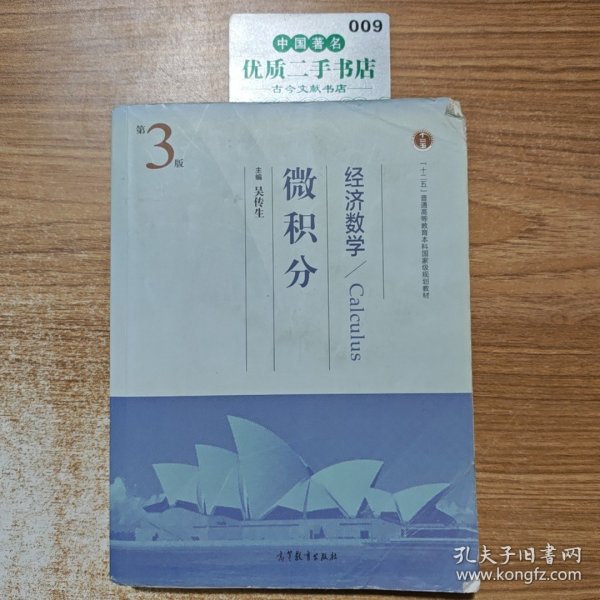 009
中国著名
优质二手书店
古今文献书店
第3版
主编 吴传生
微积分
经济数学/Calculus
十二五
“十二五”普通高等教育本科国家级规划教材
高等教育出版社
孔夫子旧书网
www.kongfz.com